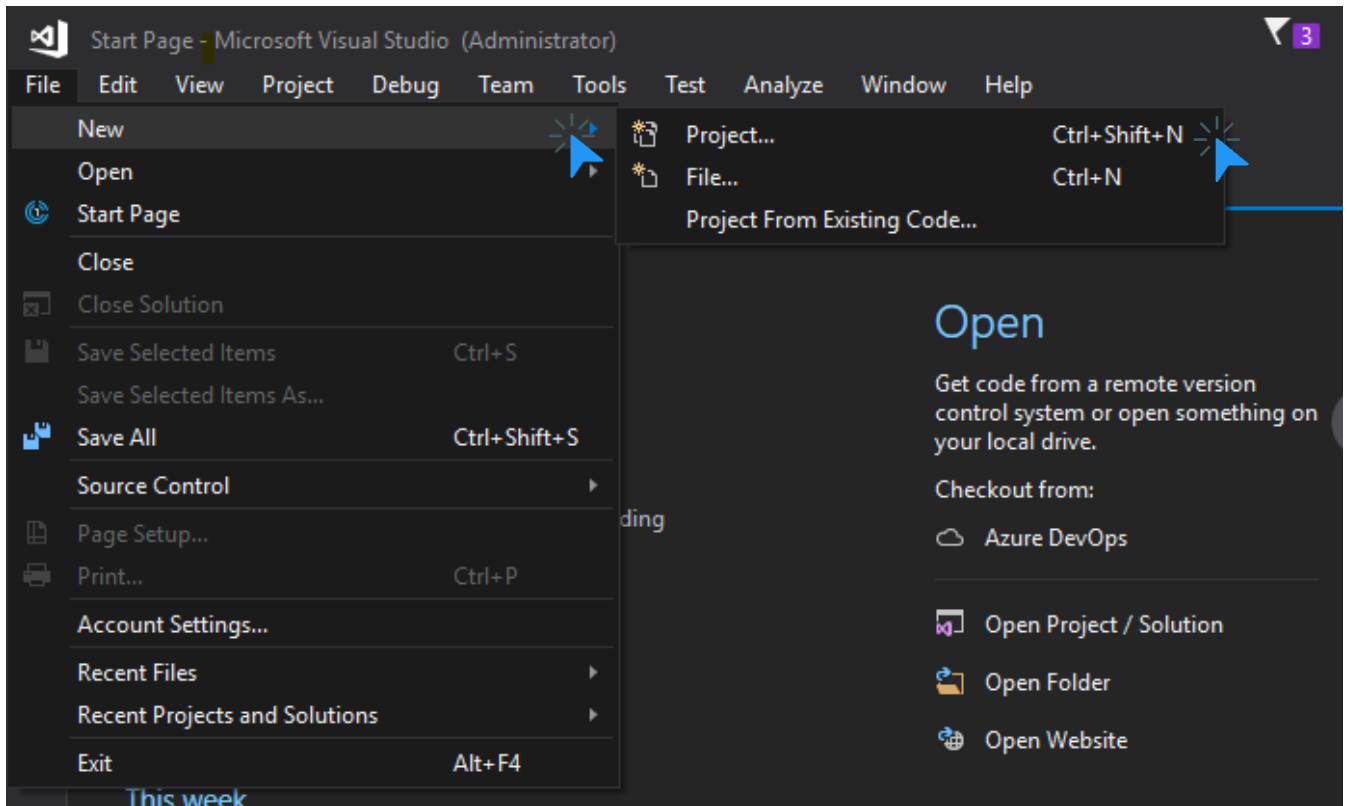 Start Page - Microsoft Visual Studio (Administrator)
3
File Edit View Project Debug Team Tools Test Analyze Window Help
New
Open
Start Page
Close
Close Solution
Save Selected Items Ctrl+S
Save Selected Items As...
Save All Ctrl+Shift+S
Source Control
Page Setup...
Print... Ctrl+P
Account Settings...
Recent Files
Recent Projects and Solutions
Exit Alt+F4
Project... Ctrl+Shift+N
File... Ctrl+N
Project From Existing Code...
ding
This week
Open
Get code from a remote version
control system or open something on
your local drive.
Checkout from:
Azure DevOps
Open Project / Solution
Open Folder
Open Website